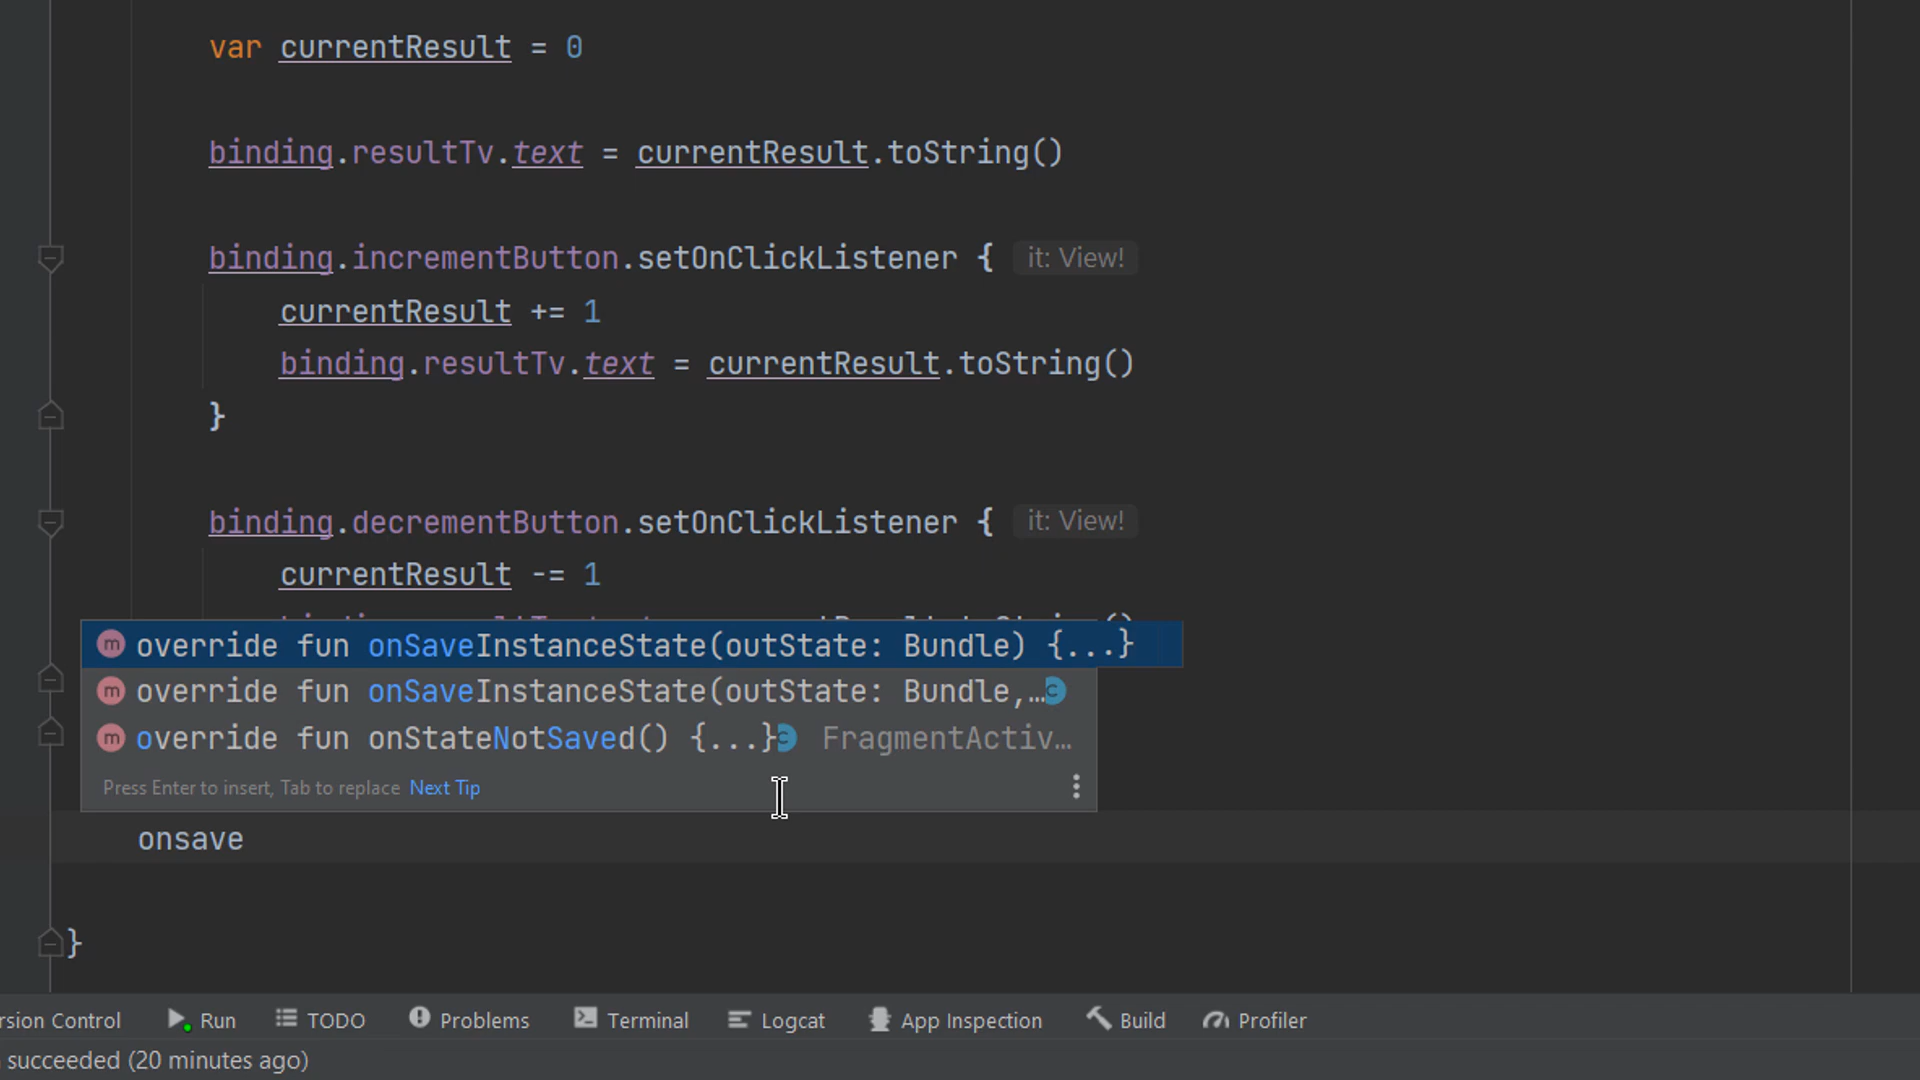 var currentResult = 0
binding.resultTv.text = currentResult.toString()
binding.incrementButton.setOnClickListener { it: View!
currentResult += 1
binding.resultTv.text = currentResult.toString()
}
binding.decrementButton.setOnClickListener { it: View!
currentResult -= 1
override fun onSaveInstanceState(outState: Bundle) {...}
override fun onSaveInstanceState(outState: Bundle,…
override fun onStateNotSaved() {...} FragmentActiv…
Press Enter to insert, Tab to replace Next Tip
onsave
}
rsion Control Run TODO Problems Terminal Logcat App Inspection Build Profiler
succeeded (20 minutes ago)